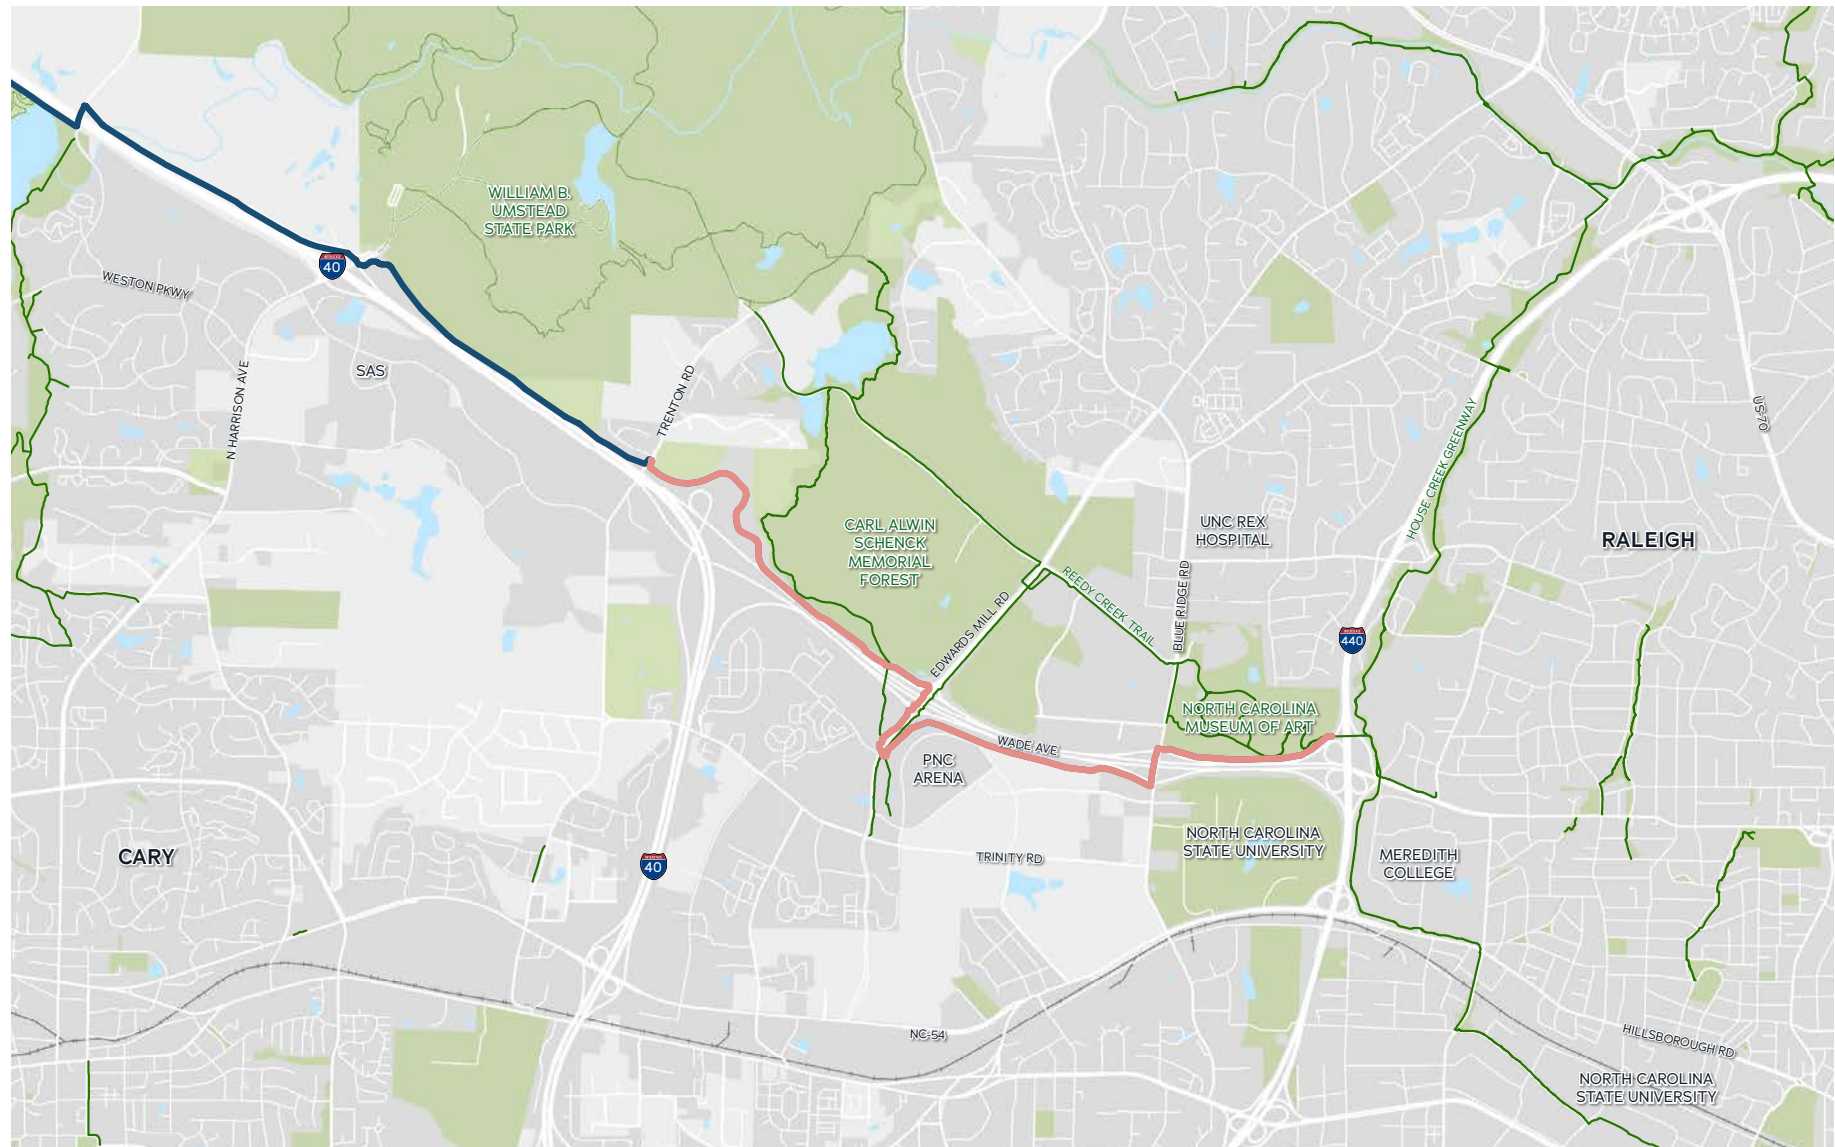 WILLIAM B.
UMSTEAD
STATE PARK
INTERSTATE
40
WESTON PKWY
N HARRISON AVE
SAS
TRENTON RD
US-70
HOUSE CREEK GREENWAY
CARL ALWIN
SCHENCK
MEMORIAL
FOREST
UNC REX
HOSPITAL
RALEIGH
EDWARDS MILL RD
REEDY CREEK TRAIL
BLUE RIDGE RD
INTERSTATE
440
NORTH CAROLINA
MUSEUM OF ART
WADE AVE
PNC
ARENA
CARY
INTERSTATE
40
TRINITY RD
NORTH CAROLINA
STATE UNIVERSITY
MEREDITH
COLLEGE
NC-54
HILLSBOROUGH RD
NORTH CAROLINA
STATE UNIVERSITY